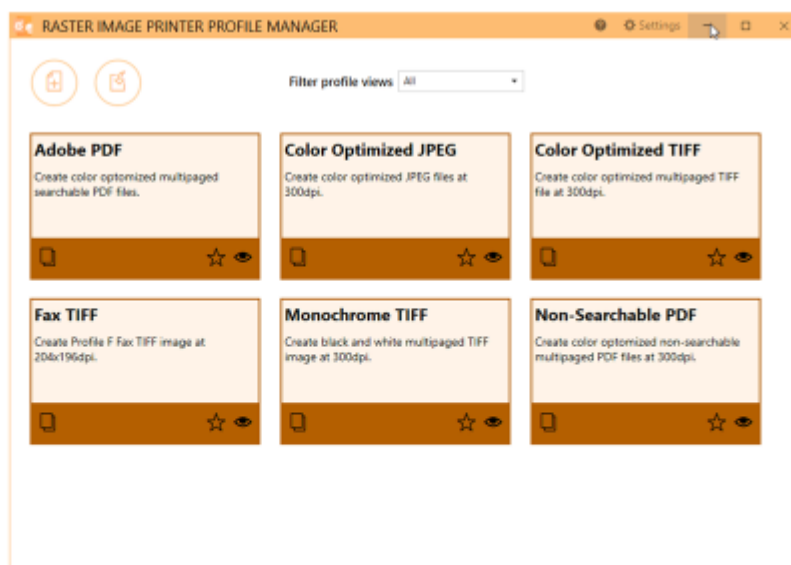 RASTER IMAGE PRINTER PROFILE MANAGER
Settings
Filter profile views All
Adobe PDF
Create color optomized multipaged
searchable PDF files.
Color Optimized JPEG
Create color optimized JPEG files at
300dpi.
Color Optimized TIFF
Create color optimized multipaged TIFF
file at 300dpi.
Fax TIFF
Create Profile F Fax TIFF image at
204x196dpi.
Monochrome TIFF
Create black and white multipaged TIFF
image at 300dpi.
Non-Searchable PDF
Create color optomized non-searchable
multipaged PDF files at 300dpi.